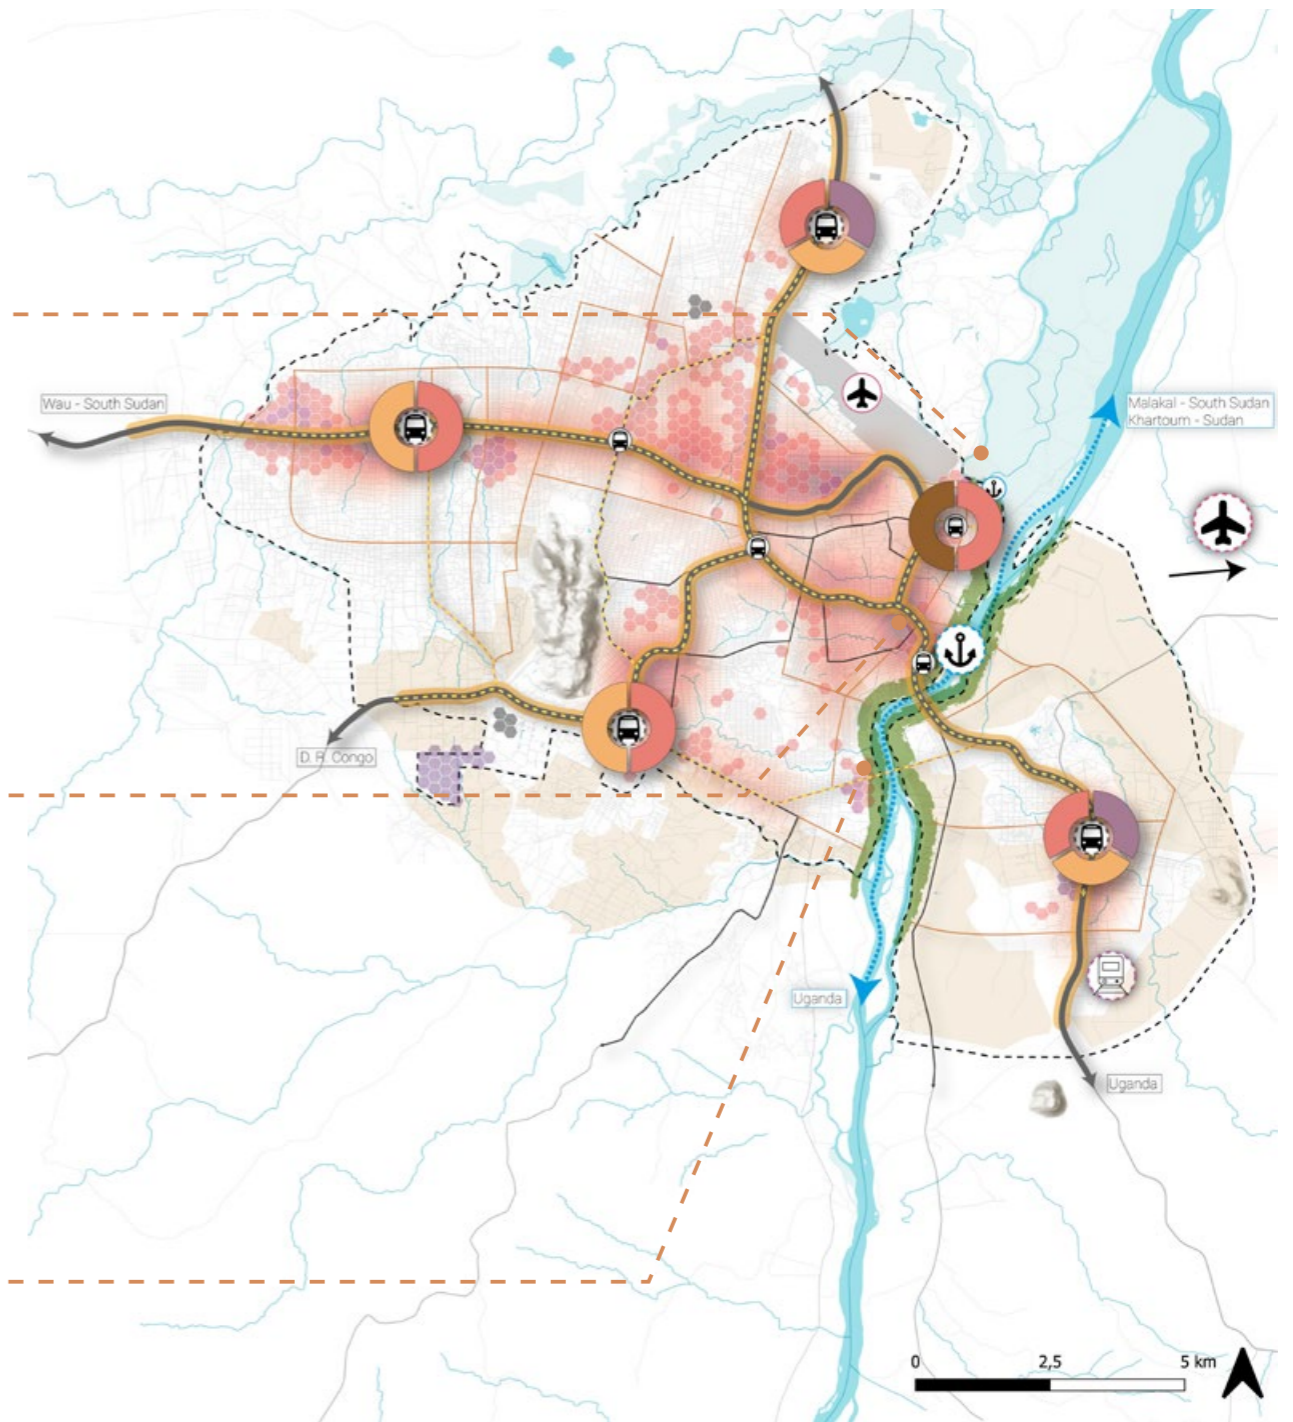 Wau - South Sudan
Malakal - South Sudan
Khartoum - Sudan
D. R. Congo
Uganda
Uganda
0 2,5 5 km